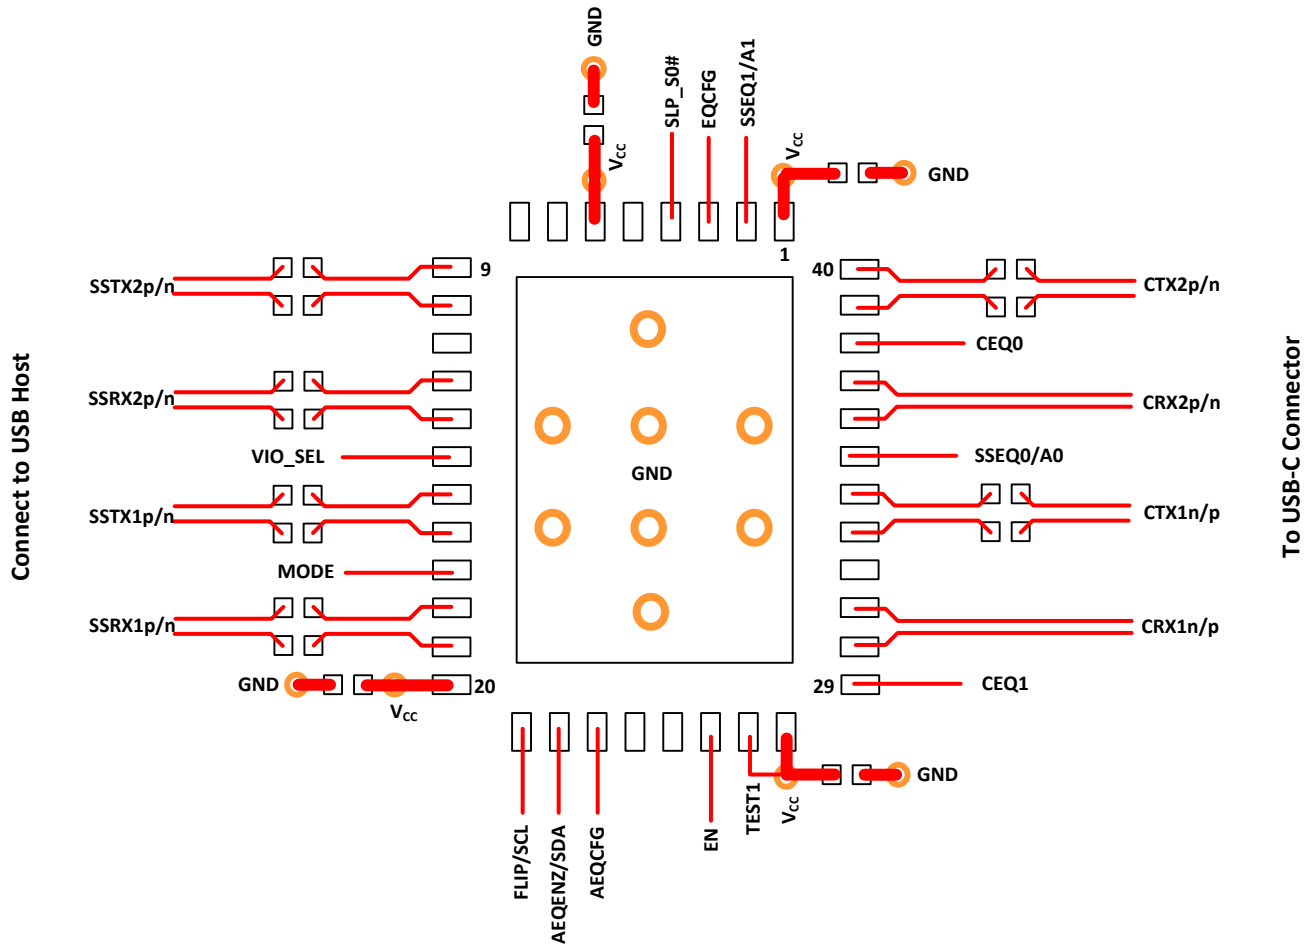 GND
SLP_S0#
EQCFG
SSEQ1/A1
VCC
VCC
GND
1
9
40
SSTX2p/n
CTX2p/n
CEQ0
SSRX2p/n
CRX2p/n
VIO_SEL
SSEQ0/A0
GND
SSTX1p/n
CTX1n/p
MODE
SSRX1p/n
CRX1n/p
GND
20
29
CEQ1
VCC
Connect to USB Host
To USB-C Connector
FLIP/SCL
AEQENZ/SDA
AEQCFG
EN
TEST1
VCC
GND